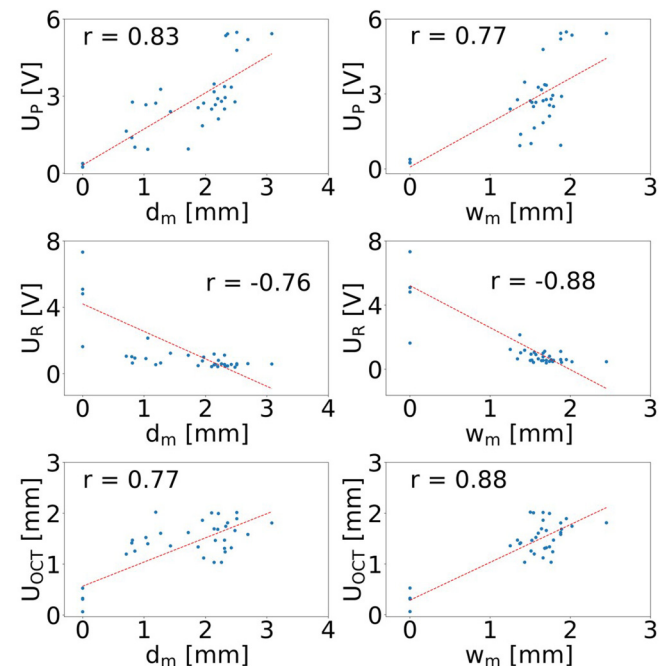 6
3
0
U_P [V]
r = 0.83
0 1 2 3 4
d_m [mm]
6
3
0
U_P [V]
r = 0.77
0 1 2 3
w_m [mm]
8
4
0
U_R [V]
r = -0.76
0 1 2 3 4
d_m [mm]
8
4
0
U_R [V]
r = -0.88
0 1 2 3
w_m [mm]
3
2
1
0
U_OCT [mm]
r = 0.77
0 1 2 3 4
d_m [mm]
3
2
1
0
U_OCT [mm]
r = 0.88
0 1 2 3
w_m [mm]